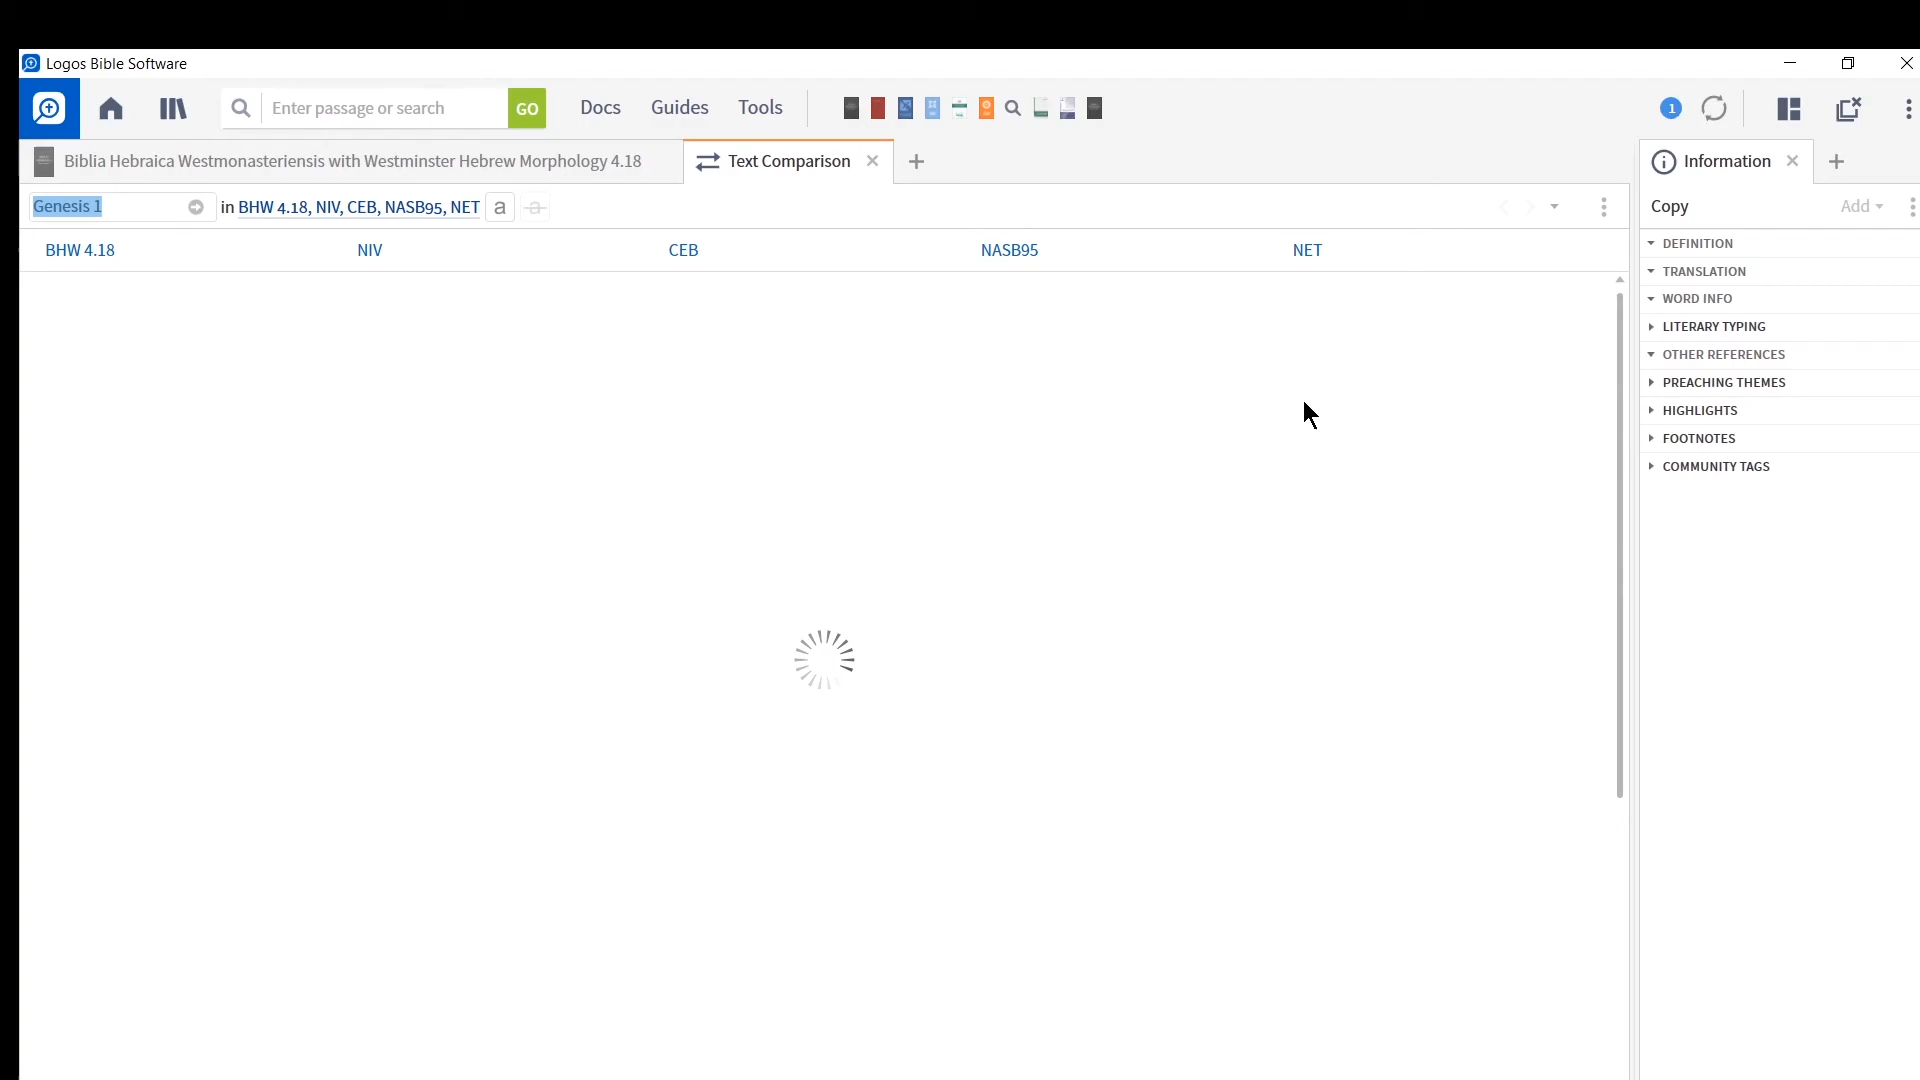 Logos Bible Software
Enter passage or search
GO
Docs
Guides
Tools
1
Biblia Hebraica Westmonasteriensis with Westminster Hebrew Morphology 4.18
Text Comparison
Information
Genesis 1
in BHW 4.18, NIV, CEB, NASB95, NET
a
a
Copy
Add
BHW 4.18
NIV
CEB
NASB95
NET
DEFINITION
TRANSLATION
WORD INFO
LITERARY TYPING
OTHER REFERENCES
PREACHING THEMES
HIGHLIGHTS
FOOTNOTES
COMMUNITY TAGS